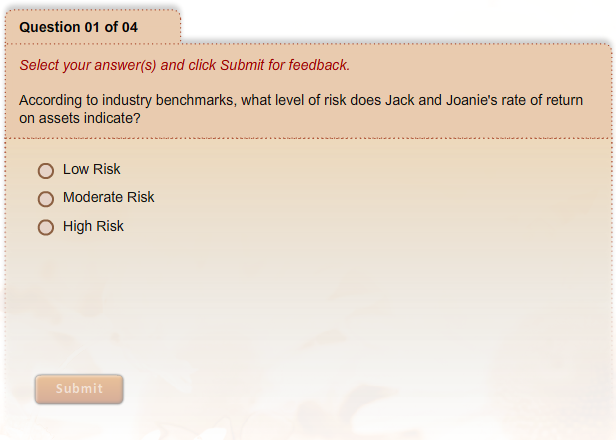 Question 01 of 04
Select your answer(s) and click Submit for feedback.
According to industry benchmarks, what level of risk does Jack and Joanie's rate of return
on assets indicate?
Low Risk
Moderate Risk
High Risk
Submit